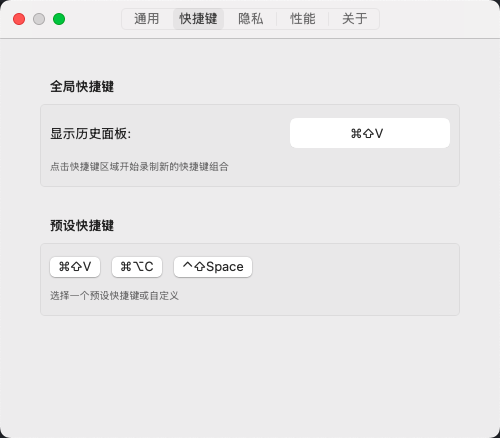 通用 快捷键 隐私 性能 关于
全局快捷键
显示历史面板: ⌘⇧V
点击快捷键区域开始录制新的快捷键组合
预设快捷键
⌘⇧V ⌘⌥C ^⇧Space
选择一个预设快捷键或自定义